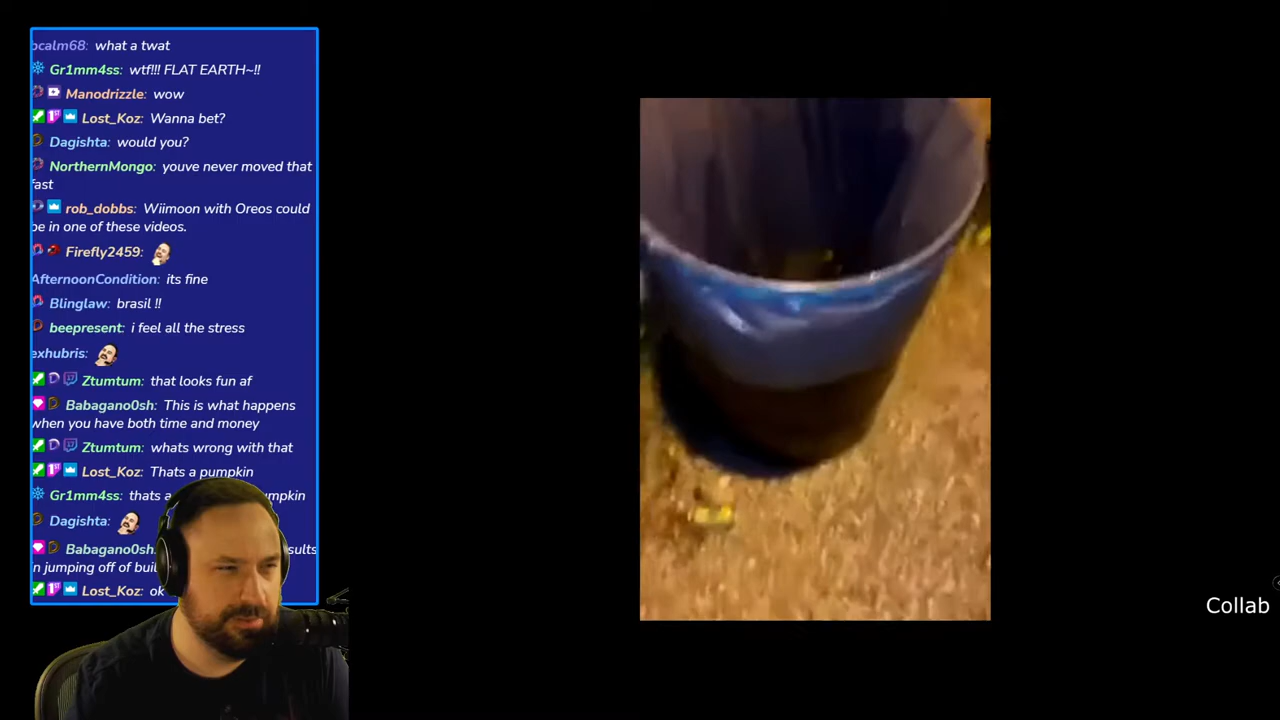 bcalm68: what a twat
Gr1mm4ss: wtf!!! FLAT EARTH~!!
Manodrizzle: wow
Lost_Koz: Wanna bet?
Dagishta: would you?
NorthernMongo: youve never moved that
fast
rob_dobbs: Wiimoon with Oreos could
be in one of these videos.
Firefly2459:
AfternoonCondition: its fine
Blinglaw: brasil !!
beepresent: i feel all the stress
exhubris:
Ztumtum: that looks fun af
Babagano0sh: This is what happens
when you have both time and money
Ztumtum: whats wrong with that
Lost_Koz: Thats a pumpkin
Gr1mm4ss: thats a
Dagishta:
Babagano0sh:
jumping off of
Lost_Koz: ok
Collab